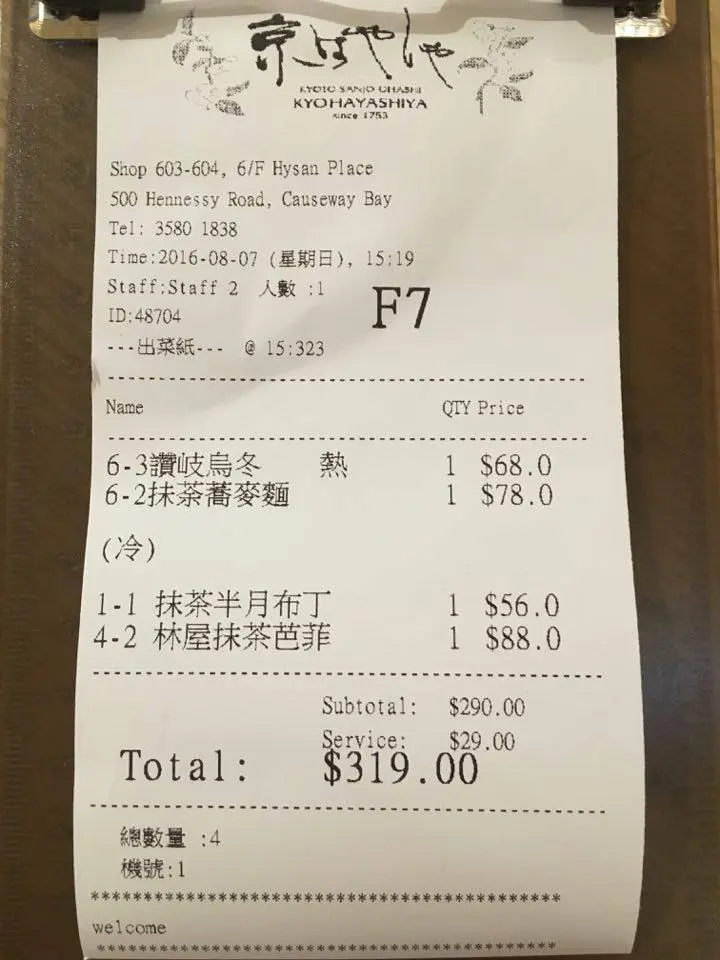 京はやしや
KYOTO SANJO OHASHI
KYOHAYASHIYA
since 1753
Shop 603-604, 6/F Hysan Place
500 Hennessy Road, Causeway Bay
Tel: 3580 1838
Time:2016-08-07 (星期日), 15:19
Staff:Staff 2 人數 :1
F7
ID:48704
---出菜紙--- @ 15:323
Name QTY Price
6-3讚岐烏冬 熱 1 $68.0
6-2抹茶蕎麥麵 1 $78.0
(冷)
1-1 抹茶半月布丁 1 $56.0
4-2 林屋抹茶芭菲 1 $88.0
Subtotal: $290.00
Service: $29.00
Total: $319.00
總數量 :4
機號:1
welcome